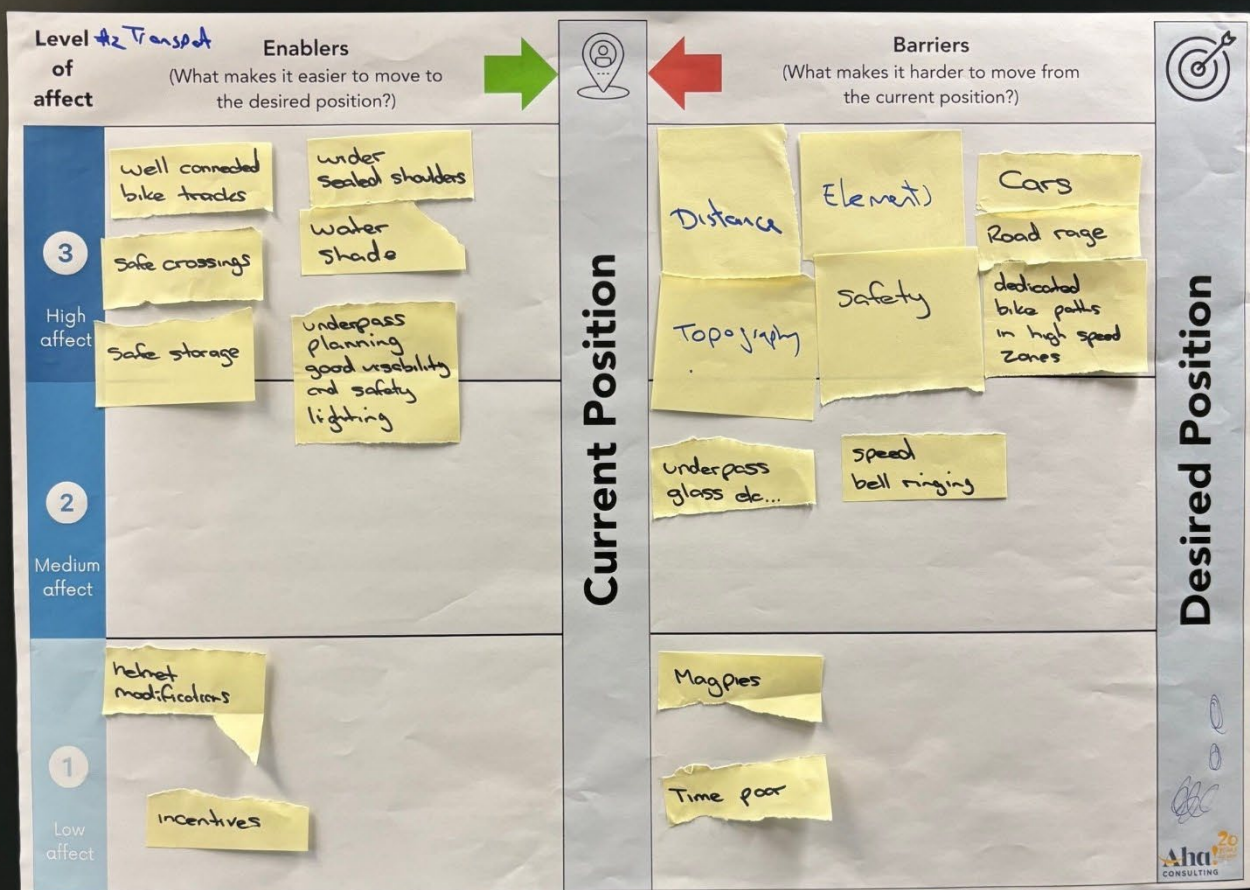 Level #2 Transpot
of
affect
Enablers
(What makes it easier to move to
the desired position?)
Barriers
(What makes it harder to move from
the current position?)
3
High
affect
well connected
bike tracks
wider
sealed shoulders
water
shade
safe crossings
safe storage
underpass
planning
good visability
and safety
lighting
Current Position
Distance
Elements
Cars
Road rage
Topography
Safety
dedicated
bike paths
in high speed
zones
Desired Position
2
Medium
affect
underpass
glass etc...
speed
bell ringing
1
Low
affect
helmet
modifications
incentives
Magpies
Time poor
Aha!
20
CONSULTING